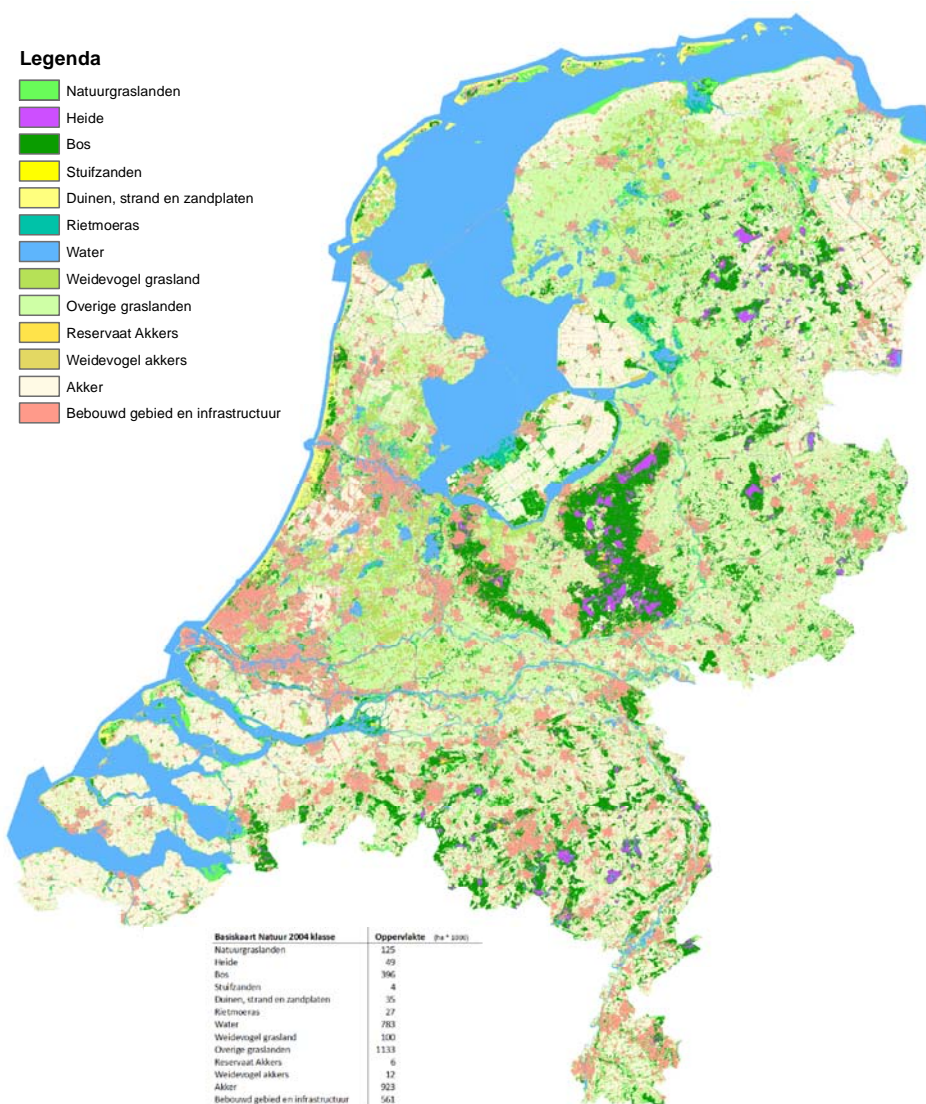 Legenda
Natuurgraslanden
Heide
Bos
Stuifzanden
Duinen, strand en zandplaten
Rietmoeras
Water
Weidevogel grasland
Overige graslanden
Reservaat Akkers
Weidevogel akkers
Akker
Bebouwd gebied en infrastructuur
Basiskaart Natuur 2004 klasse Oppervlakte (ha * 1000)
Natuurgraslanden 125
Heide 49
Bos 396
Stuifzanden 4
Duinen, strand en zandplaten 35
Rietmoeras 27
Water 783
Weidevogel grasland 100
Overige graslanden 1133
Reservaat Akkers 6
Weidevogel akkers 12
Akker 923
Bebouwd gebied en infrastructuur 561